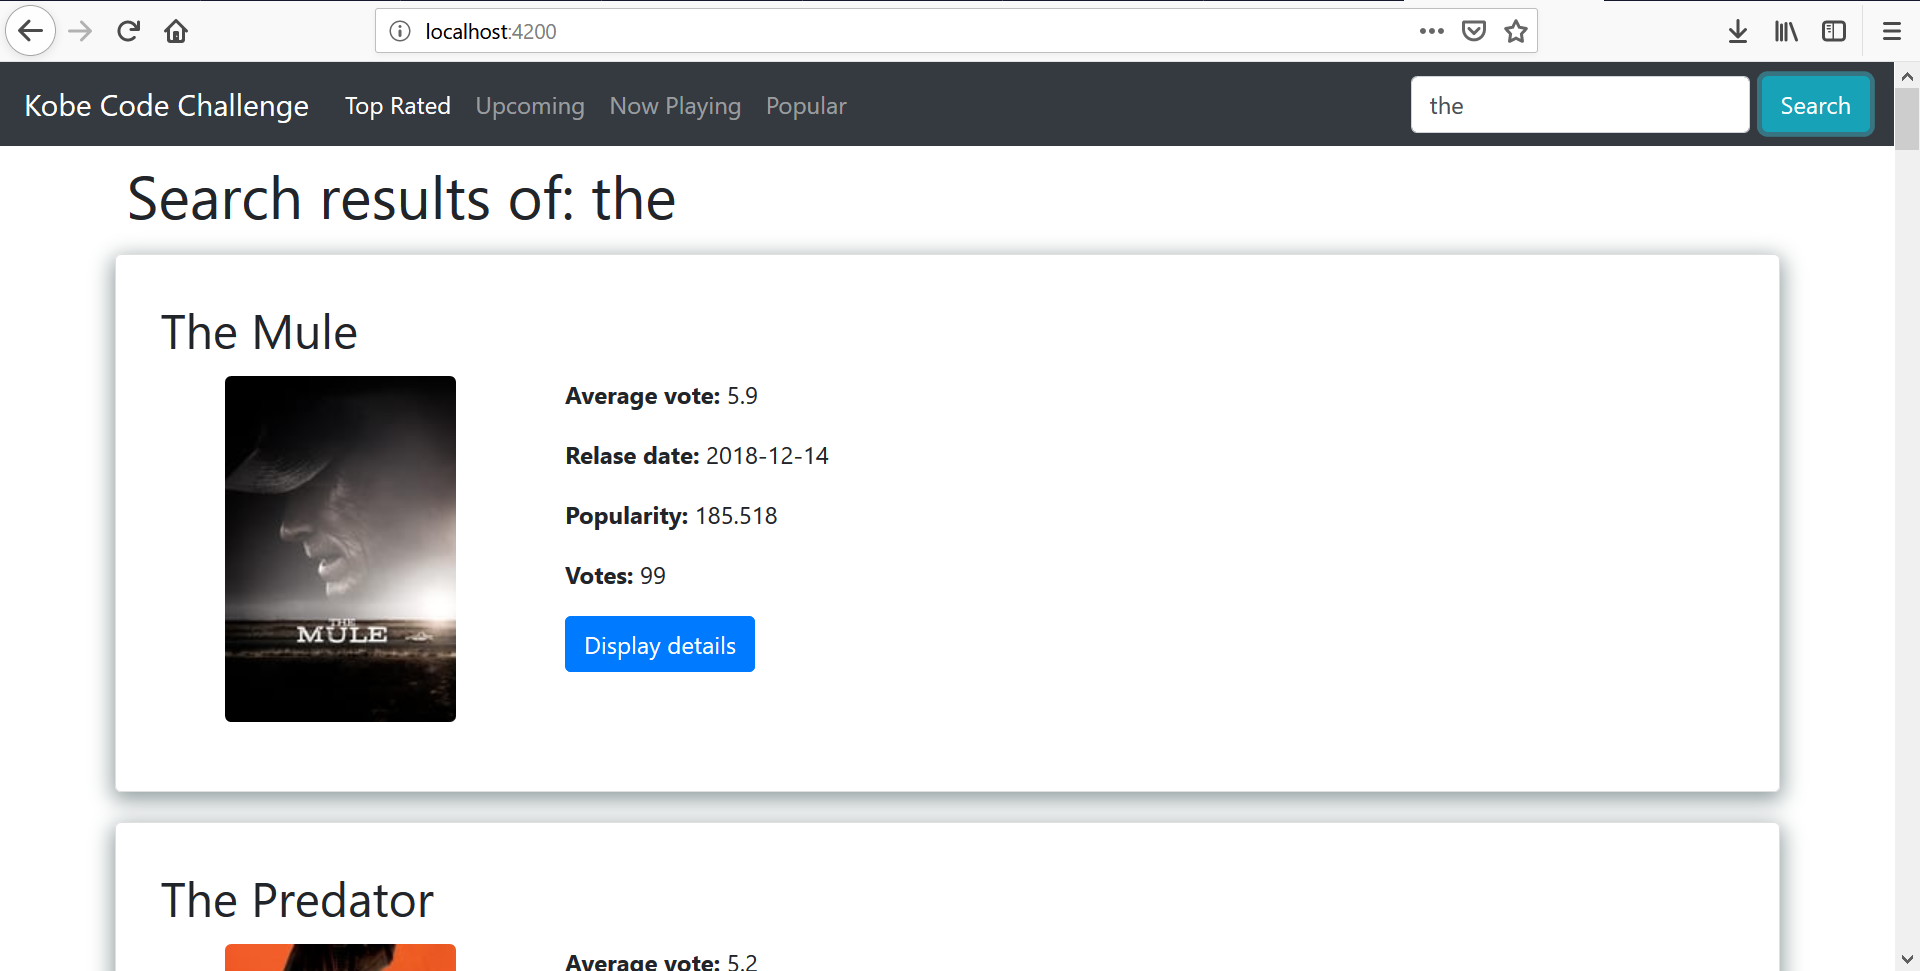 localhost:4200
Kobe Code Challenge Top Rated Upcoming Now Playing Popular the Search
Search results of: the
The Mule
THE
MULE
Average vote: 5.9
Relase date: 2018-12-14
Popularity: 185.518
Votes: 99
Display details
The Predator
Average vote: 5.2